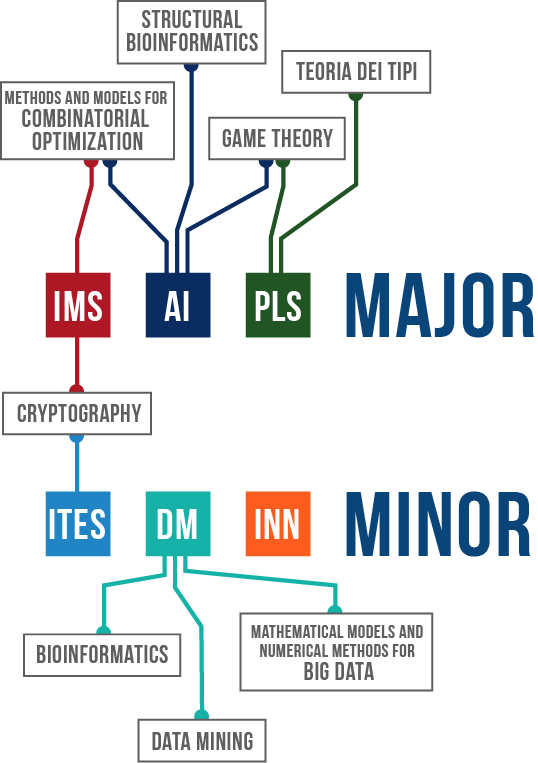 STRUCTURAL
BIOINFORMATICS
TEORIA DEI TIPI
METHODS AND MODELS FOR
COMBINATORIAL
OPTIMIZATION
GAME THEORY
IMS
AI
PLS
MAJOR
CRYPTOGRAPHY
ITES
DM
INN
MINOR
BIOINFORMATICS
MATHEMATICAL MODELS AND
NUMERICAL METHODS FOR
BIG DATA
DATA MINING